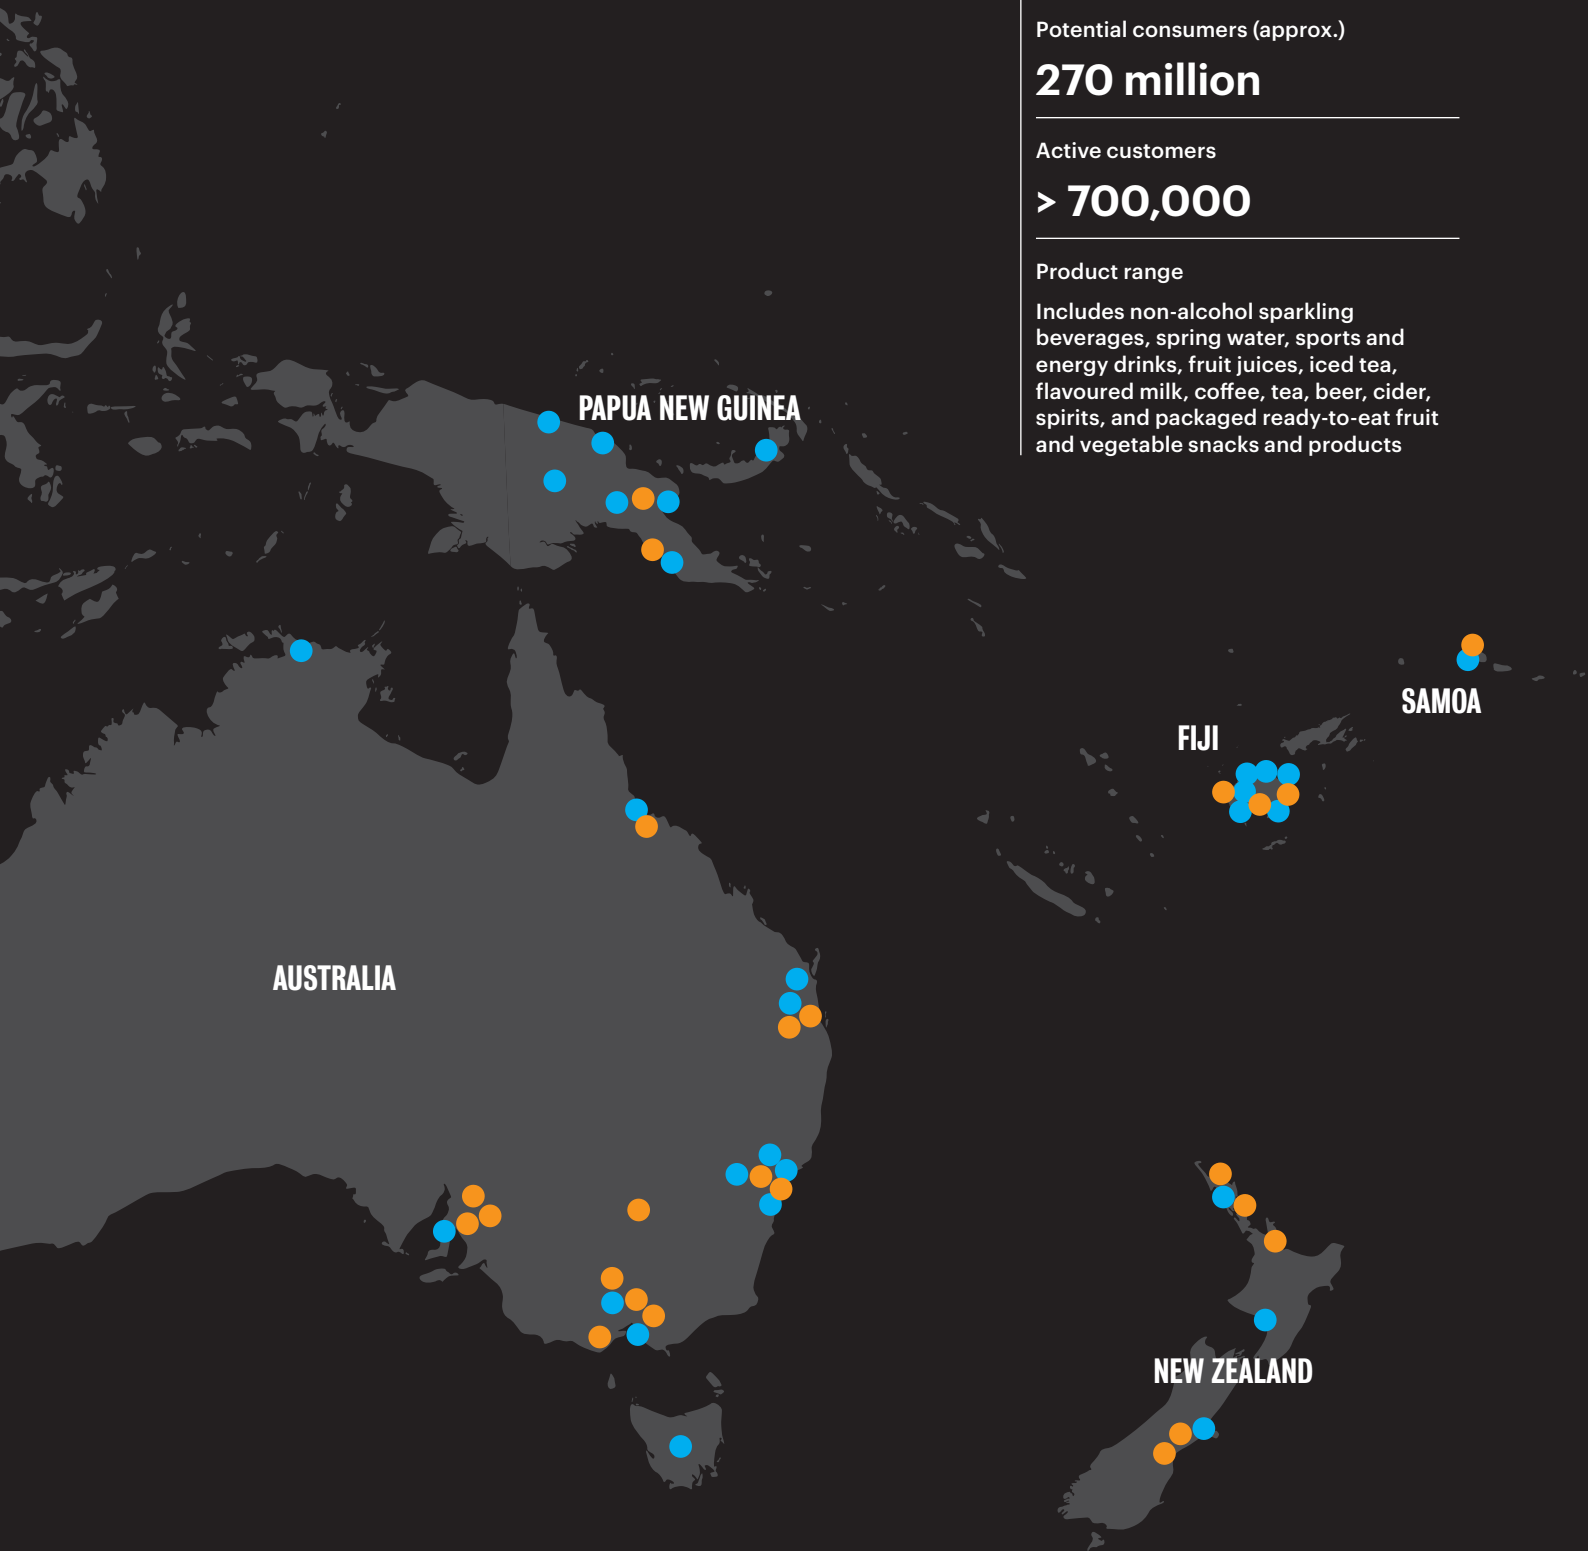 Potential consumers (approx.)
270 million
Active customers
> 700,000
Product range
Includes non-alcohol sparkling
beverages, spring water, sports and
energy drinks, fruit juices, iced tea,
flavoured milk, coffee, tea, beer, cider,
spirits, and packaged ready-to-eat fruit
and vegetable snacks and products
PAPUA NEW GUINEA
SAMOA
FIJI
AUSTRALIA
NEW ZEALAND